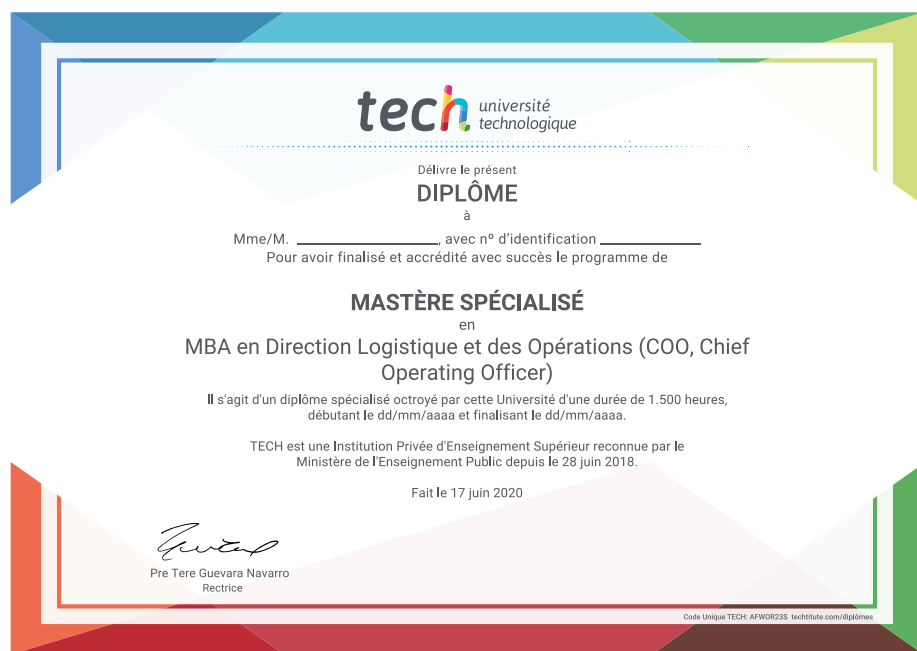 tech université
technologique
Délivre le présent
DIPLÔME
à
Mme/M. ____________________, avec nº d'identification ______________
Pour avoir finalisé et accrédité avec succès le programme de
MASTÈRE SPÉCIALISÉ
en
MBA en Direction Logistique et des Opérations (COO, Chief
Operating Officer)
Il s'agit d'un diplôme spécialisé octroyé par cette Université d'une durée de 1.500 heures,
débutant le dd/mm/aaaa et finalisant le dd/mm/aaaa.
TECH est une Institution Privée d'Enseignement Supérieur reconnue par le
Ministère de l'Enseignement Public depuis le 28 juin 2018.
Fait le 17 juin 2020
Pre Tere Guevara Navarro
Rectrice
Code Unique TECH: AFWOR23S techtitute.com/diplômes